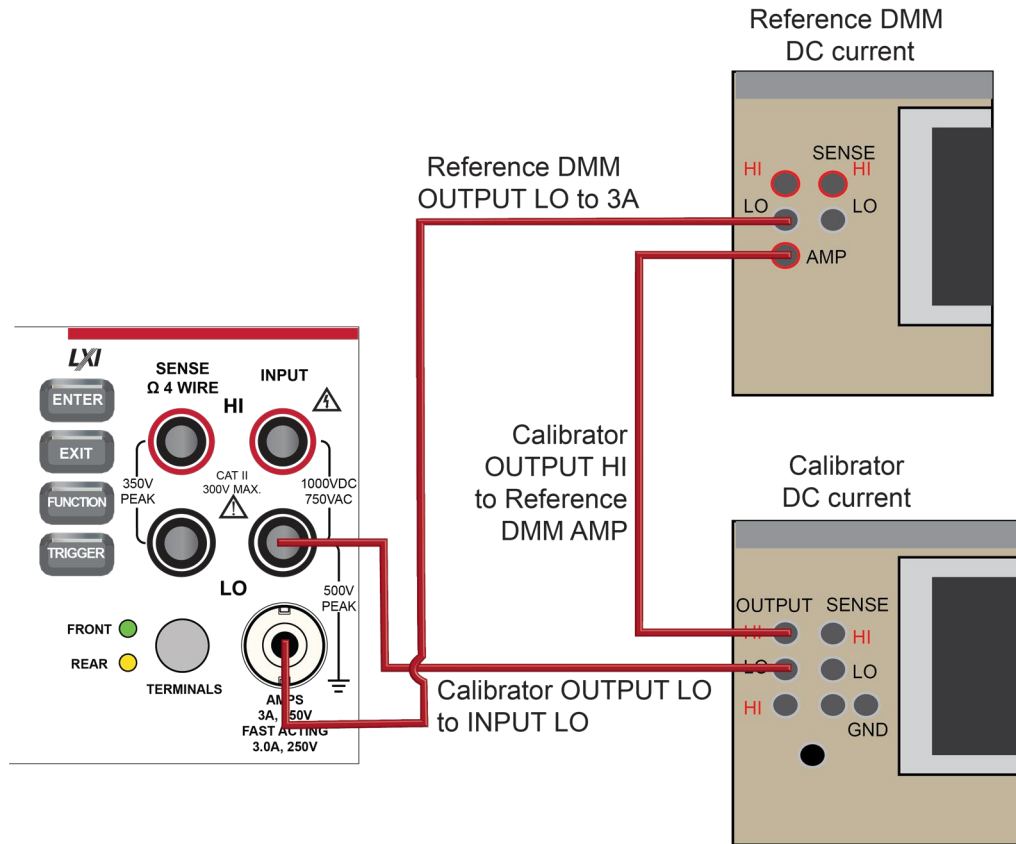 Reference DMM
DC current
SENSE
HI
HI
LO
LO
AMP
Reference DMM
OUTPUT LO to 3A
LXI
SENSE
Ω 4 WIRE
INPUT
HI
ENTER
EXIT
FUNCTION
TRIGGER
350V
PEAK
CAT II
300V MAX.
1000VDC
750VAC
LO
500V
PEAK
FRONT
REAR
TERMINALS
AMPS
3A, 250V
FAST ACTING
3.0A, 250V
Calibrator
OUTPUT HI
to Reference
DMM AMP
Calibrator
DC current
OUTPUT SENSE
HI
HI
LO
LO
HI
GND
Calibrator OUTPUT LO
to INPUT LO